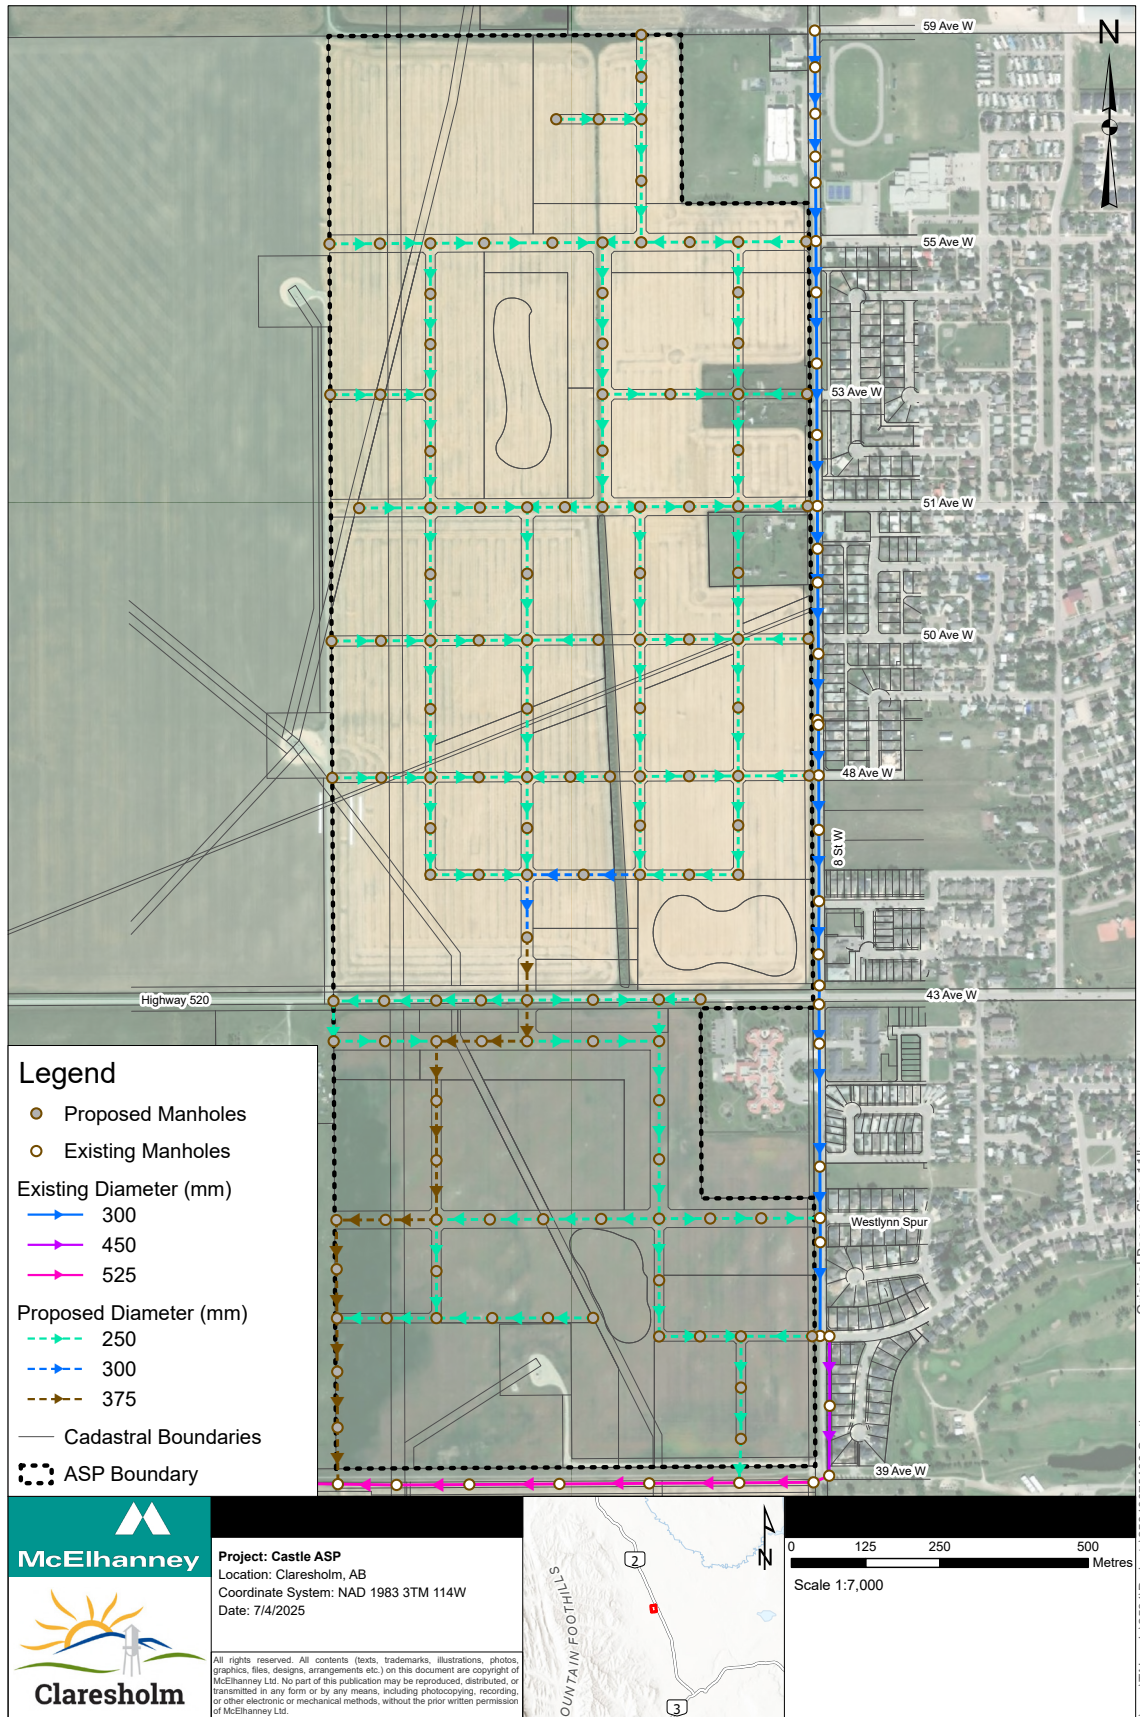 59 Ave W
N
55 Ave W
53 Ave W
51 Ave W
50 Ave W
48 Ave W
8 St W
Highway 520
43 Ave W
Westlynn Spur
39 Ave W
Legend
Proposed Manholes
Existing Manholes
Existing Diameter (mm)
300
450
525
Proposed Diameter (mm)
250
300
375
Cadastral Boundaries
ASP Boundary
McElhanney
Claresholm
Project: Castle ASP
Location: Claresholm, AB
Coordinate System: NAD 1983 3TM 114W
Date: 7/4/2025
All rights reserved. All contents (texts, trademarks, illustrations, photos,
graphics, files, designs, arrangements etc.) on this document are copyright of
McElhanney Ltd. No part of this publication may be reproduced, distributed, or
transmitted in any form or by any means, including photocopying, recording,
or other electronic or mechanical methods, without the prior written permission
of McElhanney Ltd.
2
N
OUNTAIN FOOTHILLS
3
0 125 250 500
Metres
Scale 1:7,000